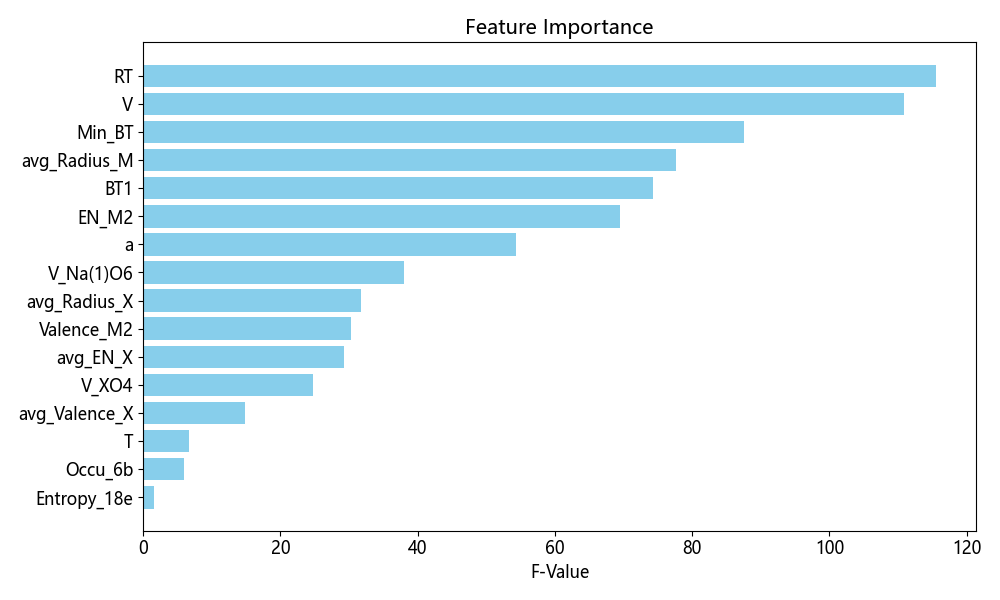 Feature Importance
RT
V
Min_BT
avg_Radius_M
BT1
EN_M2
a
V_Na(1)O6
avg_Radius_X
Valence_M2
avg_EN_X
V_XO4
avg_Valence_X
T
Occu_6b
Entropy_18e
0 20 40 60 80 100 120
F-Value